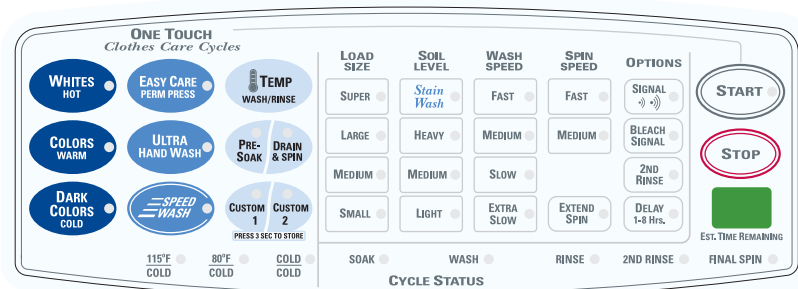 ONE TOUCH
Clothes Care Cycles
WHITES
HOT
EASY CARE
PERM PRESS
TEMP
WASH/RINSE
COLORS
WARM
ULTRA
HAND WASH
PRE-
SOAK
DRAIN
& SPIN
DARK
COLORS
COLD
SPEED
WASH
CUSTOM
1
CUSTOM
2
PRESS 3 SEC TO STORE
LOAD
SIZE
SUPER
LARGE
MEDIUM
SMALL
SOIL
LEVEL
Stain
Wash
HEAVY
MEDIUM
LIGHT
WASH
SPEED
FAST
MEDIUM
SLOW
EXTRA
SLOW
SPIN
SPEED
FAST
MEDIUM
EXTEND
SPIN
OPTIONS
SIGNAL
BLEACH
SIGNAL
2ND
RINSE
DELAY
1-8 Hrs.
START
STOP
EST. TIME REMAINING
115°F
COLD
80°F
COLD
COLD
COLD
SOAK
WASH
RINSE
2ND RINSE
FINAL SPIN
CYCLE STATUS